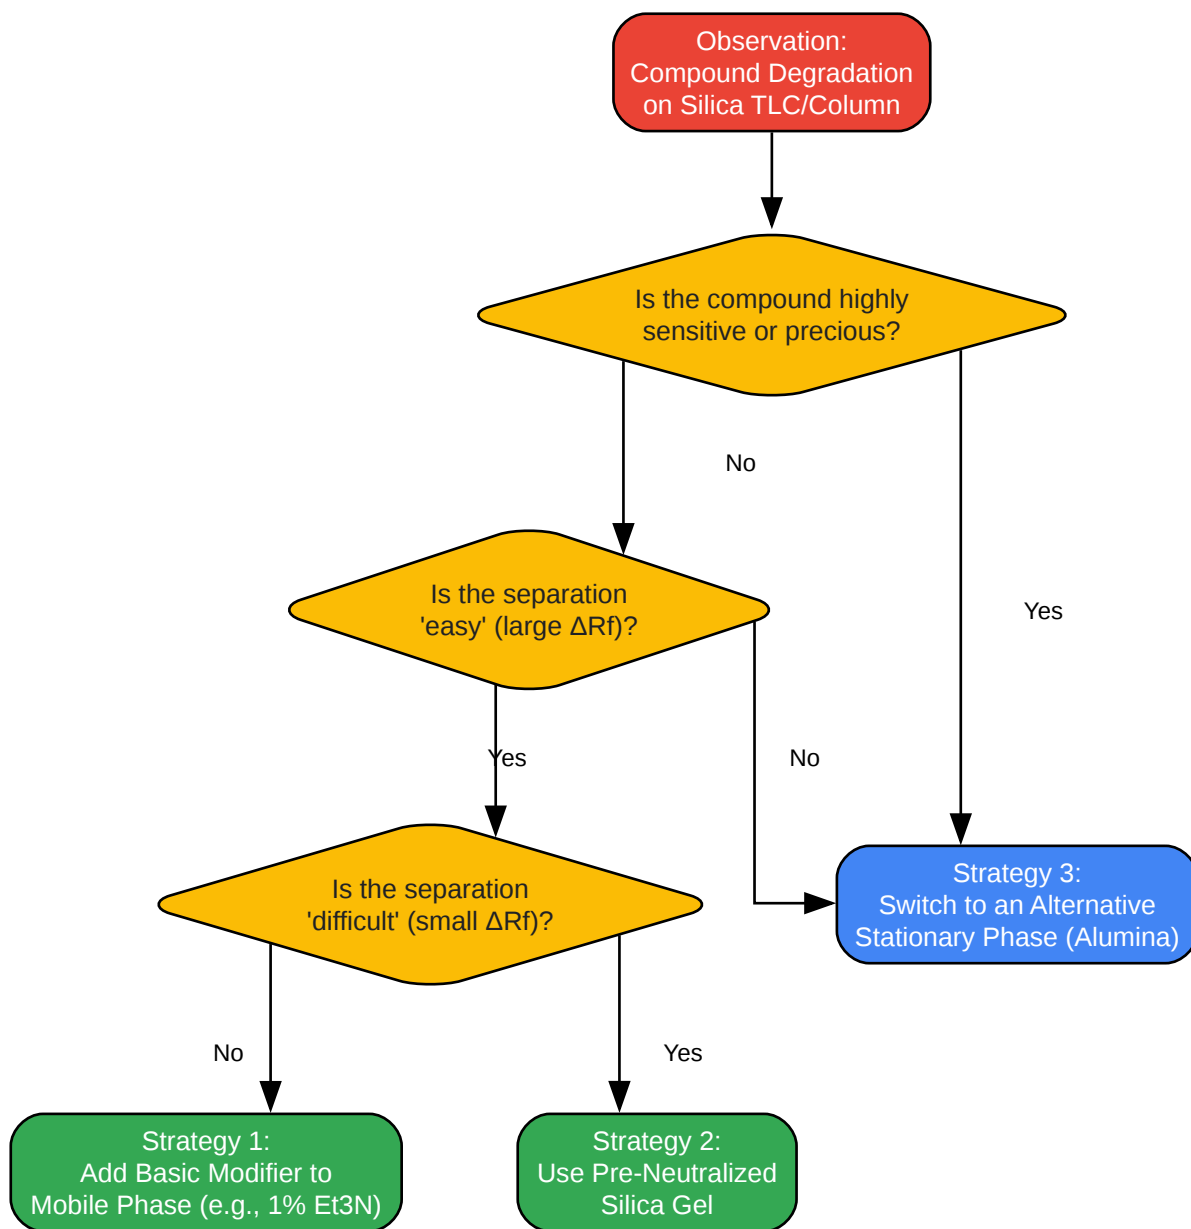 Observation:
Compound Degradation
on Silica TLC/Column
Is the compound highly
sensitive or precious?
No
Yes
Is the separation
'easy' (large ΔRf)?
Yes
No
Is the separation
'difficult' (small ΔRf)?
Strategy 3:
Switch to an Alternative
Stationary Phase (Alumina)
No
Yes
Strategy 1:
Add Basic Modifier to
Mobile Phase (e.g., 1% Et3N)
Strategy 2:
Use Pre-Neutralized
Silica Gel